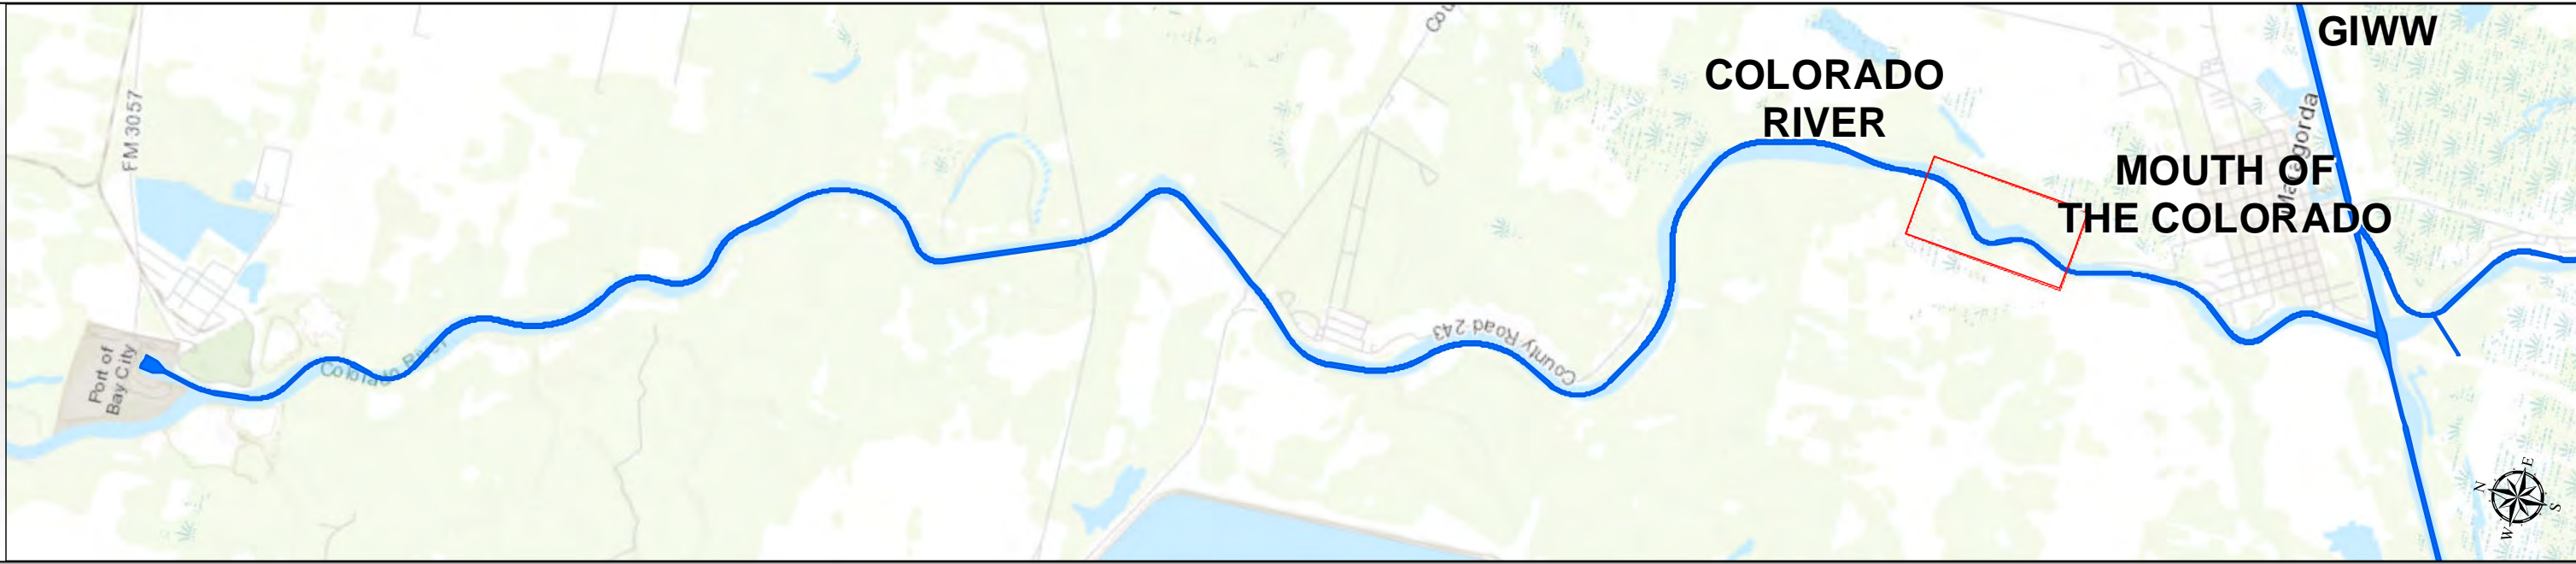 GIWW
COLORADO
RIVER
MOUTH OF
THE COLORADO
FM 3057
Port of
Bay City
Colorado River
Cou
County Road 243
Matagorda
N
E
S
W